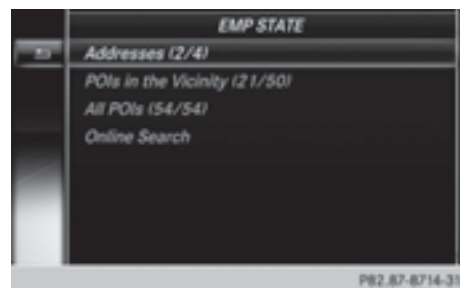 EMP STATE
Addresses (2/4)
POIs in the Vicinity (21/50)
All POIs (54/54)
Online Search
P82.87-8714-31